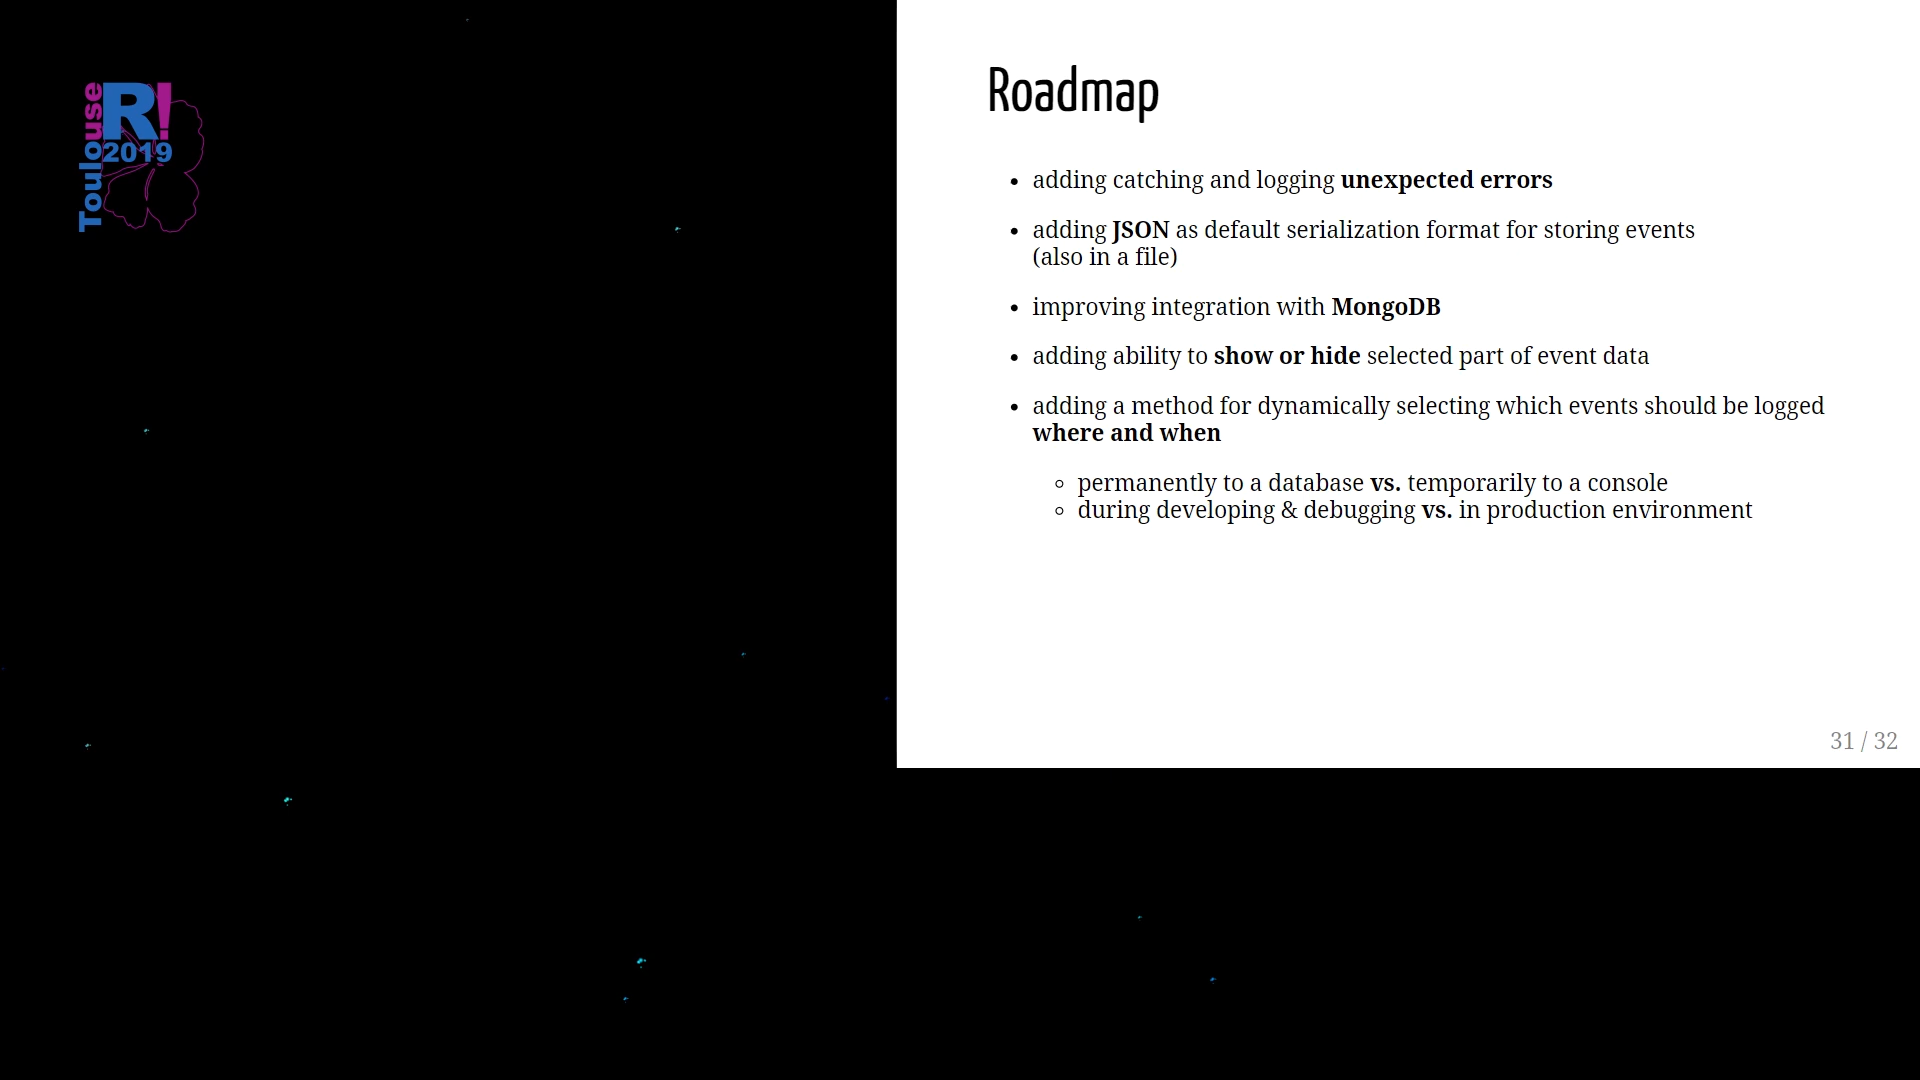 Toulouse
R!
2019
Roadmap
• adding catching and logging unexpected errors
• adding JSON as default serialization format for storing events
(also in a file)
• improving integration with MongoDB
• adding ability to show or hide selected part of event data
• adding a method for dynamically selecting which events should be logged
where and when
◦ permanently to a database vs. temporarily to a console
◦ during developing & debugging vs. in production environment
31 / 32